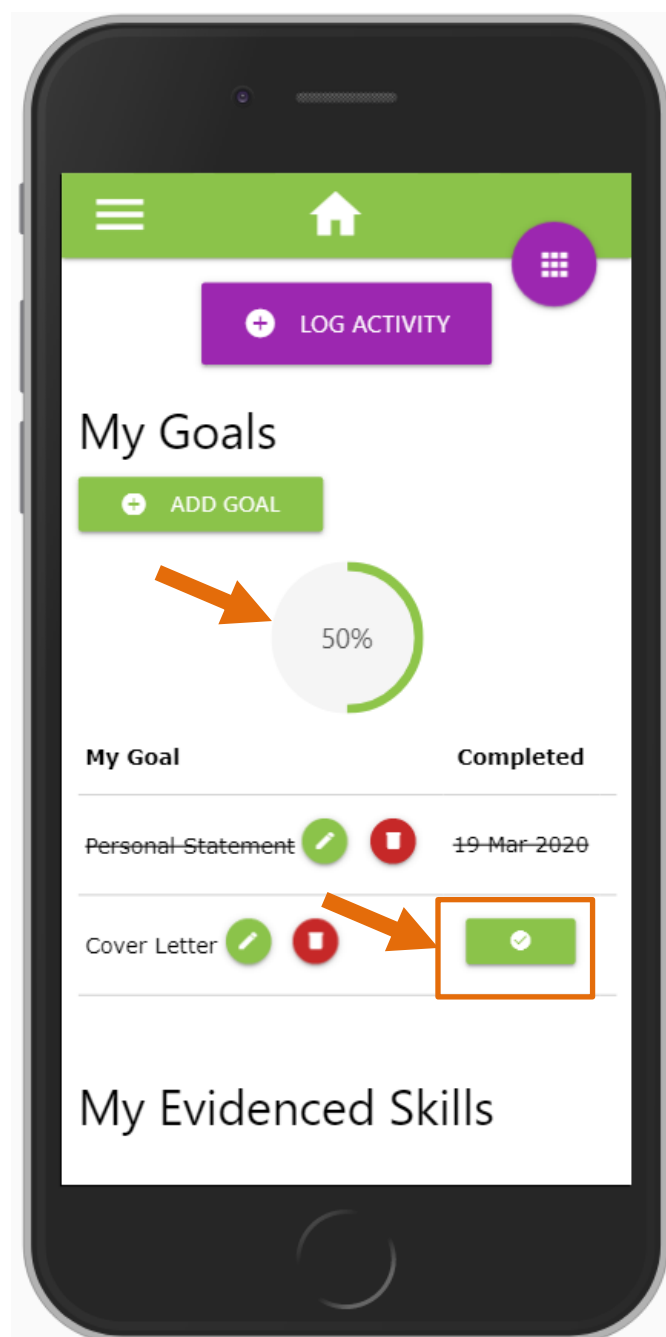 LOG ACTIVITY
My Goals
ADD GOAL
50%
My Goal Completed
Personal Statement 19 Mar 2020
Cover Letter
My Evidenced Skills